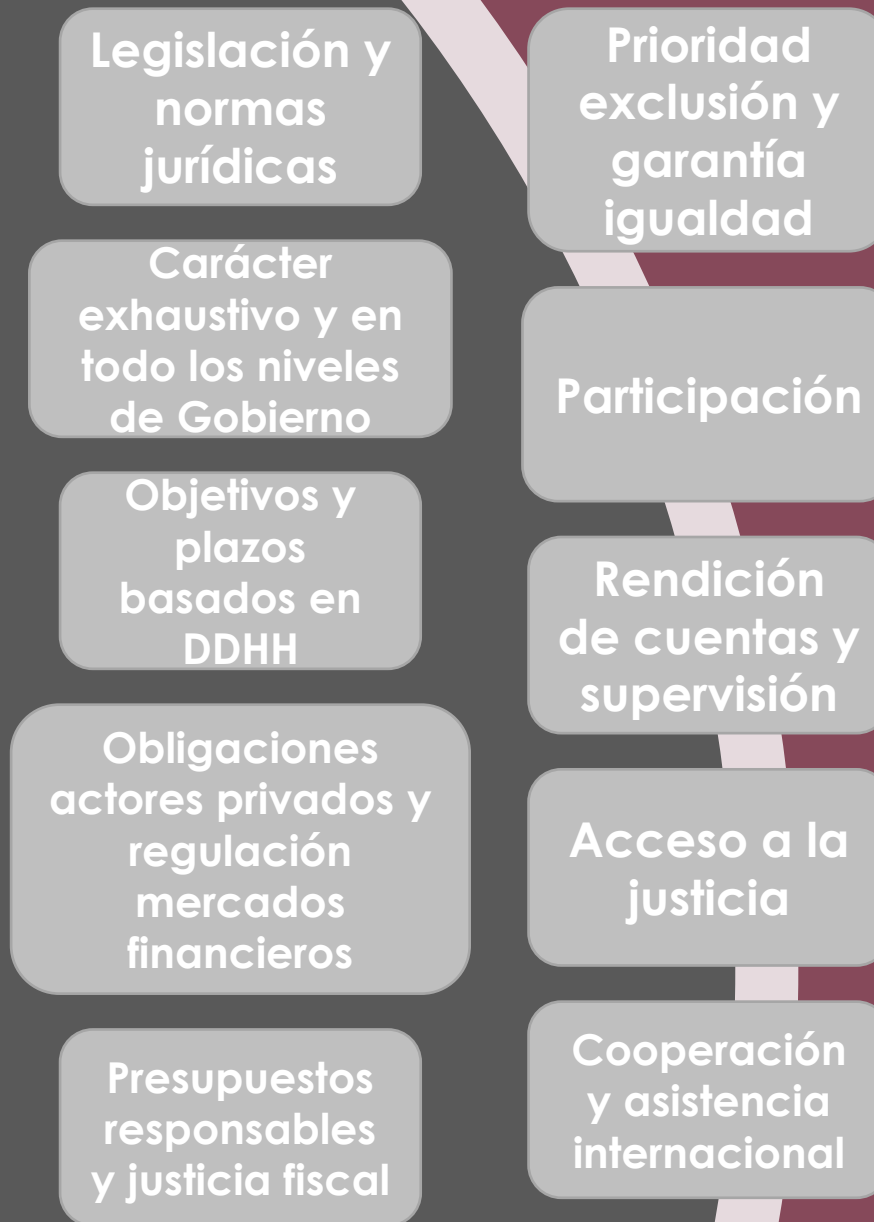 Legislación y
normas
jurídicas
Carácter
exhaustivo y en
todo los niveles
de Gobierno
Objetivos y
plazos
basados en
DDHH
Obligaciones
actores privados y
regulación
mercados
financieros
Presupuestos
responsables
y justicia fiscal
Prioridad
exclusión y
garantía
igualdad
Participación
Rendición
de cuentas y
supervisión
Acceso a la
justicia
Cooperación
y asistencia
internacional